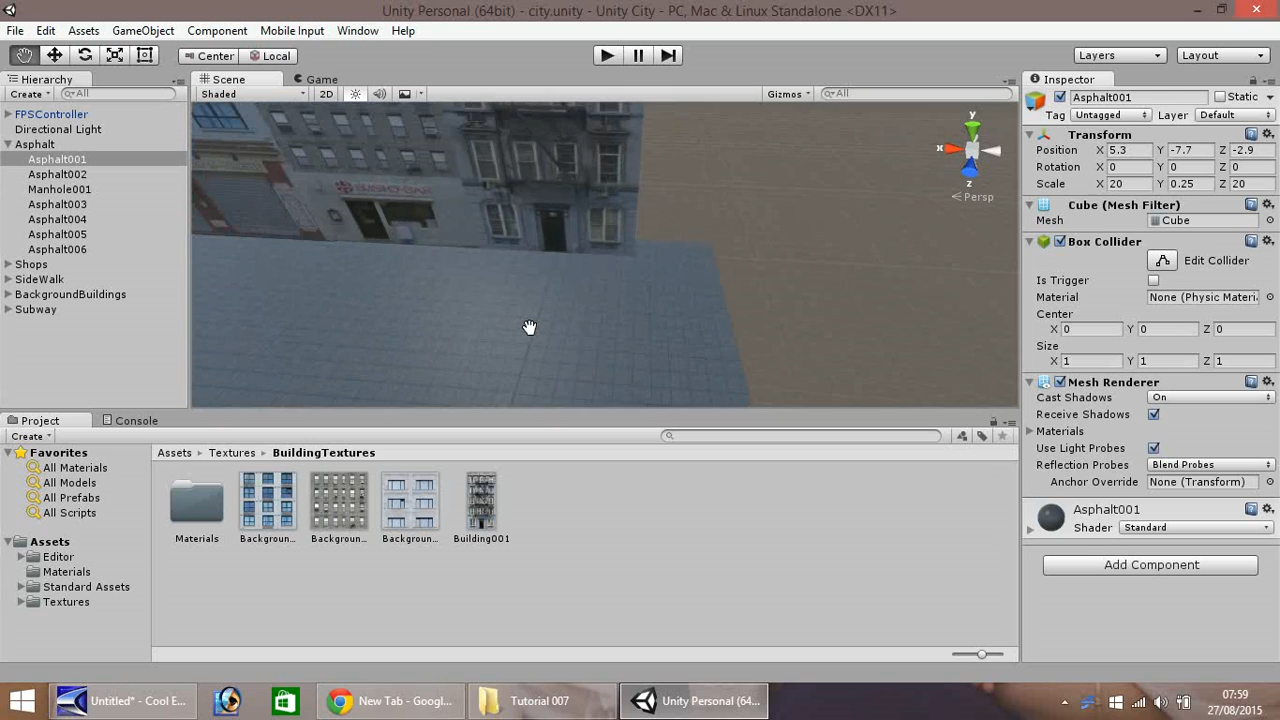 Unity Personal (64bit) - city.unity - Unity City - PC, Mac & Linux Standalone <DX11>
File Edit Assets GameObject Component Mobile Input Window Help
Center Local Layers Layout
Hierarchy
Create All
FPSController
Directional Light
Asphalt
Asphalt001
Asphalt002
Manhole001
Asphalt003
Asphalt004
Asphalt005
Asphalt006
Shops
SideWalk
BackgroundBuildings
Subway
Scene Game
Shaded 2D Gizmos All
y
x
z
Persp
Inspector
Asphalt001 Static
Tag Untagged Layer Default
Transform
Position X 5.3 Y -7.7 Z -2.9
Rotation X 0 Y 0 Z 0
Scale X 20 Y 0.25 Z 20
Cube (Mesh Filter)
Mesh Cube
Box Collider
Edit Collider
Is Trigger
Material None (Physic Materi
Center
X 0 Y 0 Z 0
Size
X 1 Y 1 Z 1
Mesh Renderer
Cast Shadows On
Receive Shadows
Materials
Use Light Probes
Reflection Probes Blend Probes
Anchor Override None (Transform)
Asphalt001
Shader Standard
Add Component
Project Console
Create
Favorites
All Materials
All Models
All Prefabs
All Scripts
Assets
Editor
Materials
Standard Assets
Textures
Assets Textures BuildingTextures
Materials Backgroun... Backgroun... Backgroun... Building001
Untitled* - Cool E... New Tab - Googl... Tutorial 007 Unity Personal (64...
07:59
27/08/2015